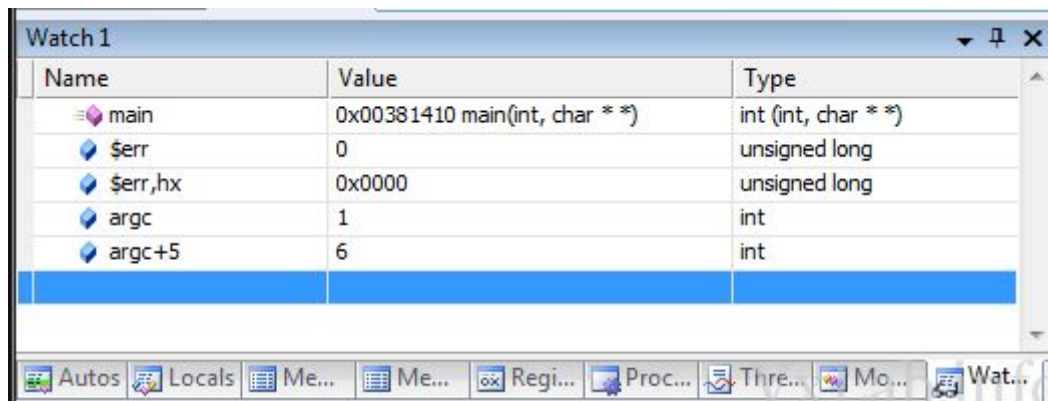 Watch 1
Name Value Type
main 0x00381410 main(int, char * *) int (int, char * *)
$err 0 unsigned long
$err,hx 0x0000 unsigned long
argc 1 int
argc+5 6 int
Autos Locals Me... Me... Regi... Proc... Thre... Mo... Wat...